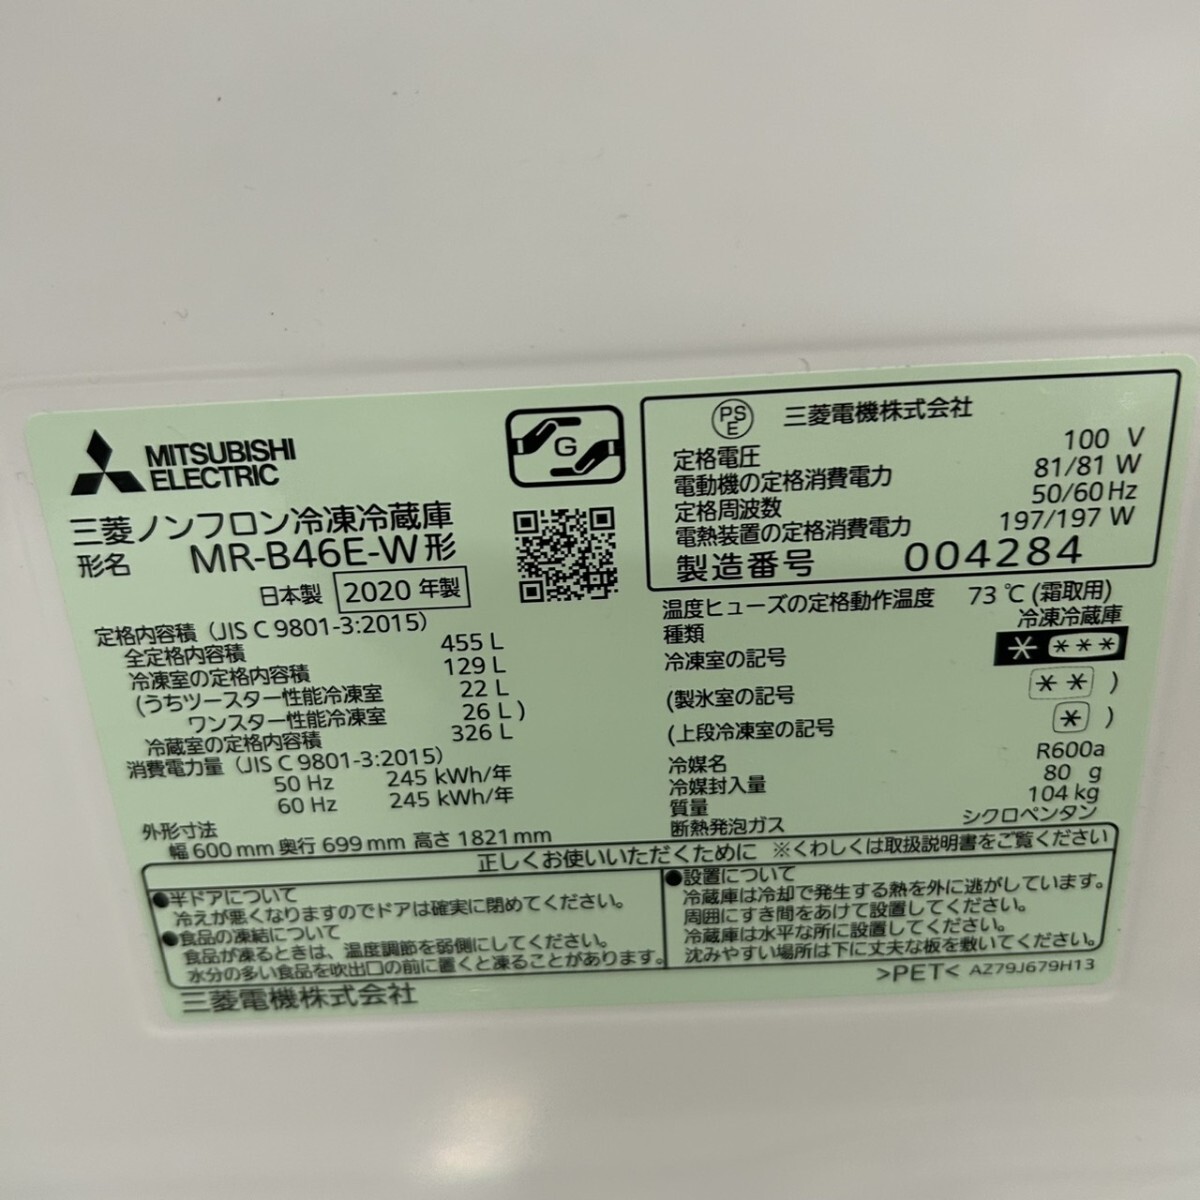 MITSUBISHI
ELECTRIC
G
三菱ノンフロン冷凍冷蔵庫
形名 MR-B46E-W形
日本製 2020 年製
定格内容積 (JIS C 9801-3:2015)
全定格内容積 455 L
冷凍室の定格内容積 129 L
(うちツースター性能冷凍室 22 L
ワンスター性能冷凍室 26 L)
冷蔵室の定格内容積 326 L
消費電力量 (JIS C 9801-3:2015)
50 Hz 245 kWh/年
60 Hz 245 kWh/年
外形寸法
幅 600 mm 奥行 699 mm 高さ 1821 mm
PS
E
三菱電機株式会社
定格電圧 100 V
電動機の定格消費電力 81/81 W
定格周波数 50/60 Hz
電熱装置の定格消費電力 197/197 W
製造番号 004284
温度ヒューズの定格動作温度 73 ℃ (霜取用)
種類 冷凍冷蔵庫
冷凍室の記号 * ***
(製氷室の記号 ** )
(上段冷凍室の記号 * )
冷媒名 R600a
冷媒封入量 80 g
質量 104 kg
断熱発泡ガス シクロペンタン
正しくお使いいただくために ※くわしくは取扱説明書をご覧ください
●半ドアについて
冷えが悪くなりますのでドアは確実に閉めてください。
●食品の凍結について
食品が凍るときは、温度調節を弱側にしてください。
水分の多い食品を吹出口の前に置くと凍ることがあります。
●設置について
冷蔵庫は冷却で発生する熱を外に逃がしています。
周囲にすき間をあけて設置してください。
冷蔵庫は水平な所に設置してください。
沈みやすい場所は下に丈夫な板を敷いてください。
三菱電機株式会社
>PET< AZ79J679H13